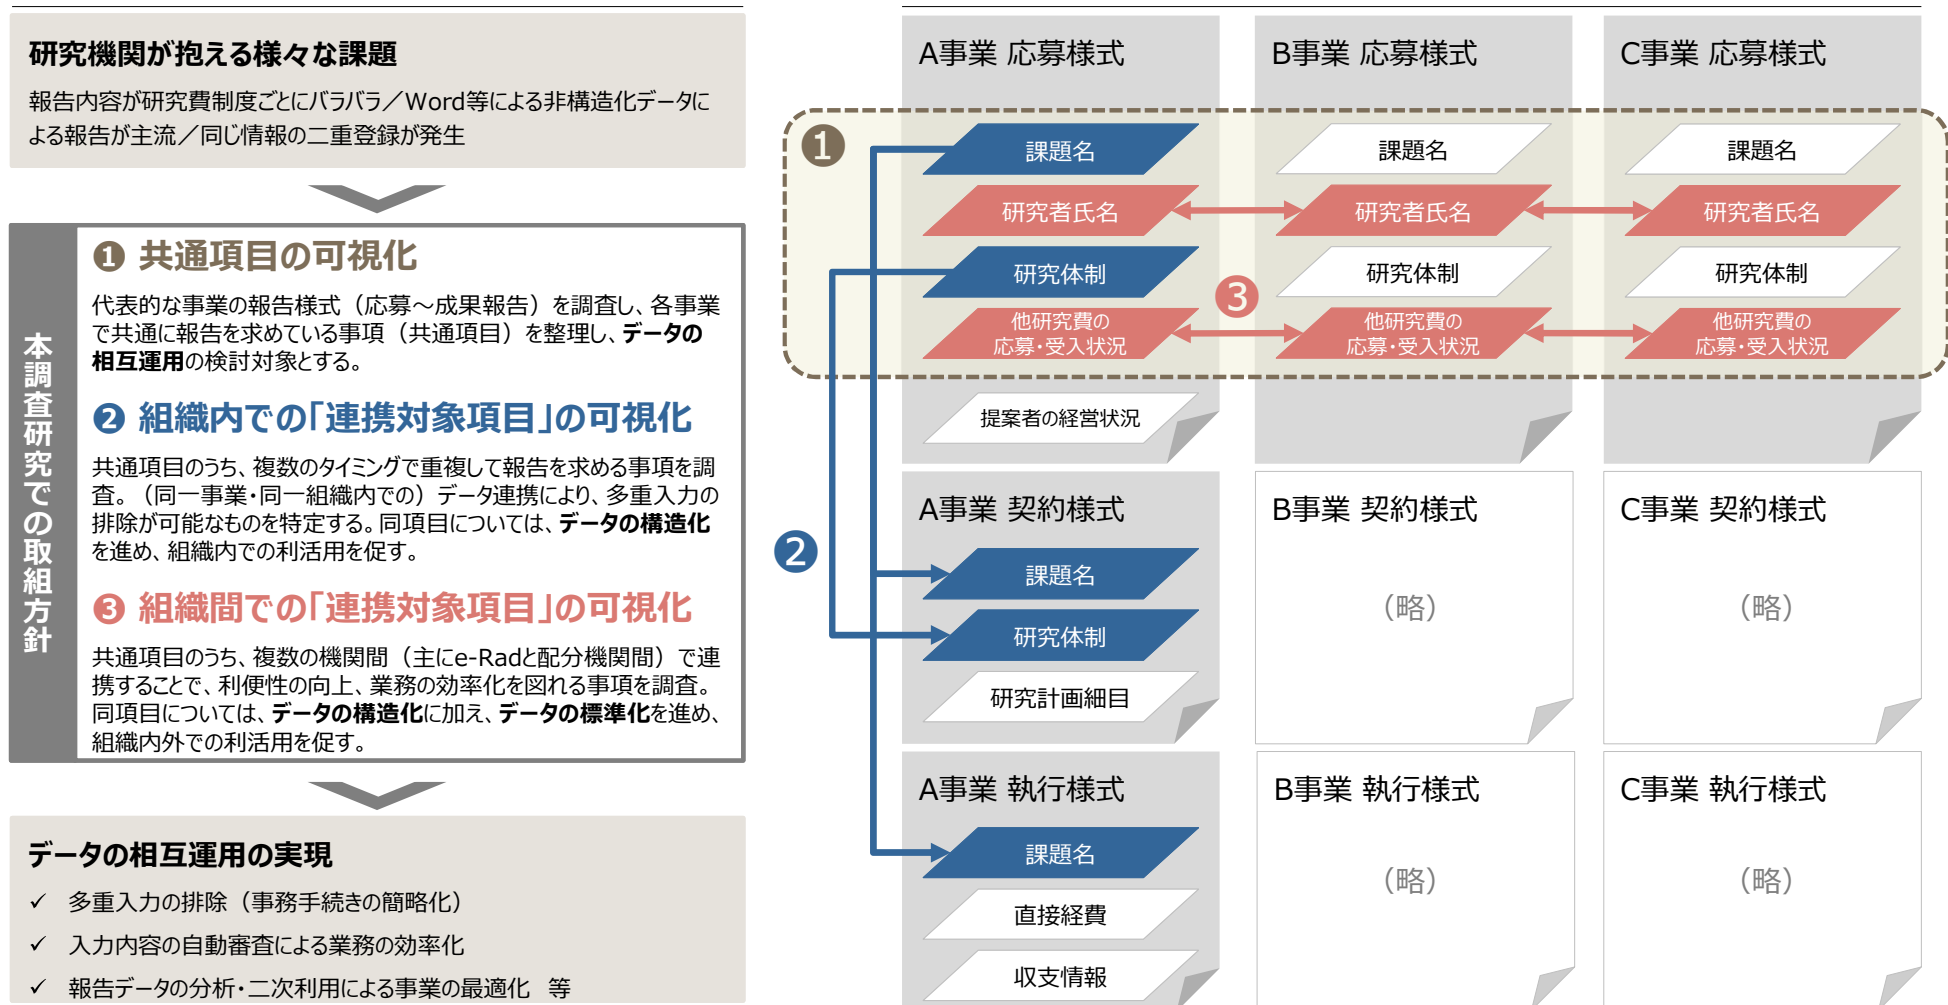 研究機関が抱える様々な課題
報告内容が研究費制度ごとにバラバラ／Word等による非構造化データに
よる報告が主流／同じ情報の二重登録が発生
本調査研究での取組方針
❶ 共通項目の可視化
代表的な事業の報告様式（応募～成果報告）を調査し、各事業
で共通に報告を求めている事項（共通項目）を整理し、データの
相互運用の検討対象とする。
❷ 組織内での「連携対象項目」の可視化
共通項目のうち、複数のタイミングで重複して報告を求める事項を調
査。（同一事業・同一組織内での）データ連携により、多重入力の
排除が可能なものを特定する。同項目については、データの構造化
を進め、組織内での利活用を促す。
❸ 組織間での「連携対象項目」の可視化
共通項目のうち、複数の機関間（主にe-Radと配分機関間）で連
携することで、利便性の向上、業務の効率化を図れる事項を調査。
同項目については、データの構造化に加え、データの標準化を進め、
組織内外での利活用を促す。
データの相互運用の実現
✓ 多重入力の排除（事務手続きの簡略化）
✓ 入力内容の自動審査による業務の効率化
✓ 報告データの分析・二次利用による事業の最適化 等
A事業 応募様式
B事業 応募様式
C事業 応募様式
❶
課題名
課題名
課題名
研究者氏名
研究者氏名
研究者氏名
研究体制
研究体制
研究体制
❸
他研究費の
応募・受入状況
他研究費の
応募・受入状況
他研究費の
応募・受入状況
提案者の経営状況
❷
A事業 契約様式
B事業 契約様式
C事業 契約様式
課題名
研究体制
研究計画細目
（略）
（略）
A事業 執行様式
B事業 執行様式
C事業 執行様式
課題名
直接経費
収支情報
（略）
（略）